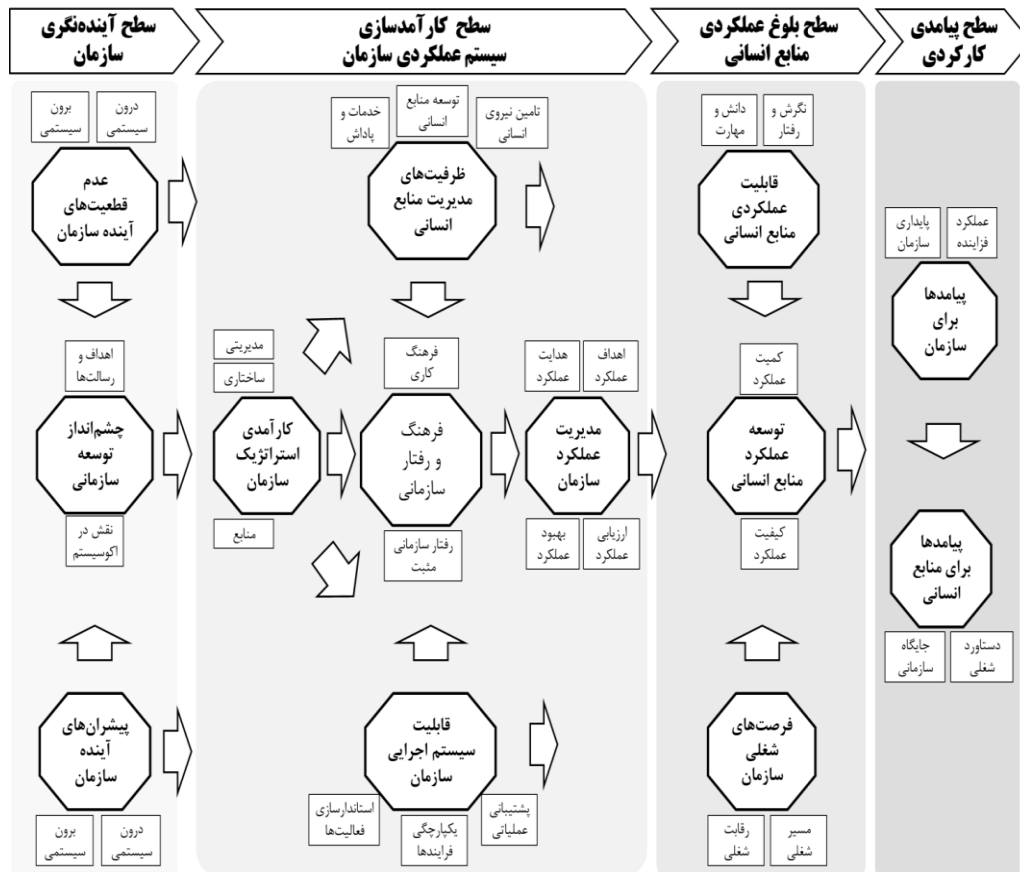 سطح آینده‌نگری
سازمان
سطح کارآمدسازی
سیستم عملکردی سازمان
سطح بلوغ عملکردی
منابع انسانی
سطح پیامدی
کارکردی
برون
سیستمی
درون
سیستمی
عدم
قطعیت‌های
آینده سازمان
اهداف و
رسالت‌ها
چشم‌انداز
توسعه
سازمانی
نقش در
اکوسیستم
پیشران‌های
آینده
سازمان
برون
سیستمی
درون
سیستمی
خدمات و
پاداش
توسعه منابع
انسانی
تامین نیروی
انسانی
ظرفیت‌های
مدیریت منابع
انسانی
مدیریتی
ساختاری
کارآمدی
استراتژیک
سازمان
منابع
فرهنگ
کاری
فرهنگ
و رفتار
سازمانی
رفتار سازمانی
مثبت
هدایت
عملکرد
اهداف
عملکرد
مدیریت
عملکرد
سازمان
بهبود
عملکرد
ارزیابی
عملکرد
قابلیت
سیستم اجرایی
سازمان
استاندارسازی
فعالیت‌ها
یکپارچگی
فرایندها
پشتیبانی
عملیاتی
دانش و
مهارت
نگرش و
رفتار
قابلیت
عملکردی
منابع انسانی
کمیت
عملکرد
توسعه
عملکرد
منابع انسانی
کیفیت
عملکرد
فرصت‌های
شغلی
سازمان
رقابت
شغلی
مسیر
شغلی
پایداری
سازمان
عملکرد
فزاینده
پیامدها
برای
سازمان
پیامدها
برای منابع
انسانی
جایگاه
سازمانی
دستاورد
شغلی